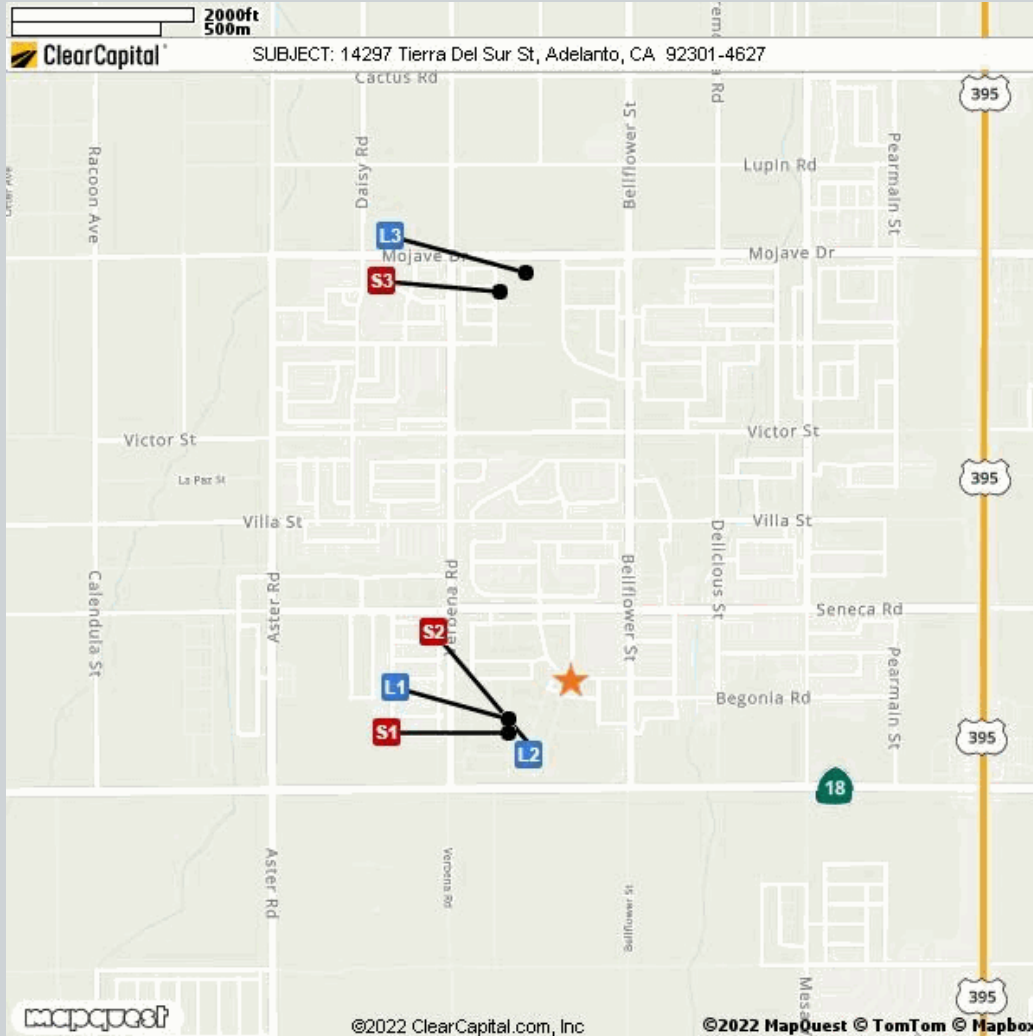 2000ft
500m
ClearCapital
SUBJECT: 14297 Tierra Del Sur St, Adelanto, CA 92301-4627
Cactus Rd
395
Racoon Ave
Daisy Rd
Bellflower St
Lupin Rd
Pearmain St
L3
Mojave Dr
Mojave Dr
S3
Victor St
Victor St
La Paz St
395
Villa St
Villa St
Delicious St
Calendula St
Aster Rd
Verbena Rd
Bellflower St
Seneca Rd
S2
L1
Begonia Rd
Pearmain St
S1
L2
395
18
Aster Rd
Verbena Rd
Bellflower St
395
mapquest
©2022 ClearCapital.com, Inc
©2022 MapQuest © TomTom © Mapbox